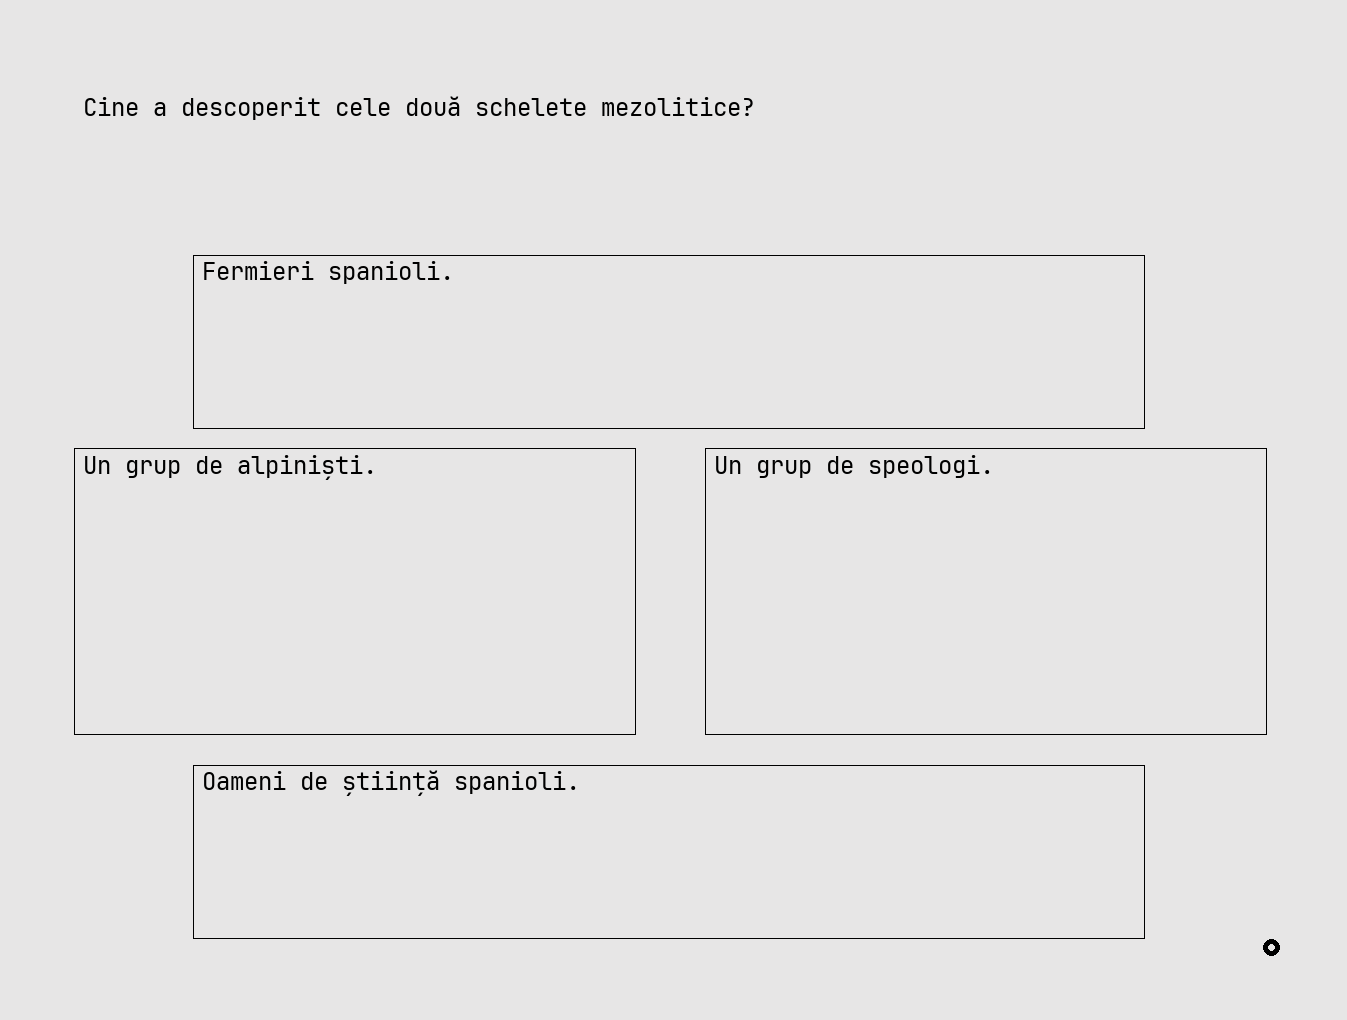 Cine a descoperit cele două schelete mezolitice?
Fermieri spanioli.
Un grup de alpiniști.
Un grup de speologi.
Oameni de știință spanioli.